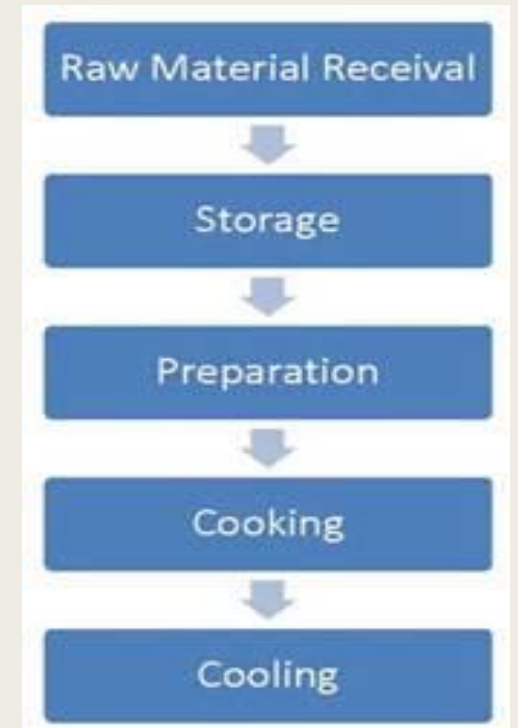 Raw Material Receival
Storage
Preparation
Cooking
Cooling